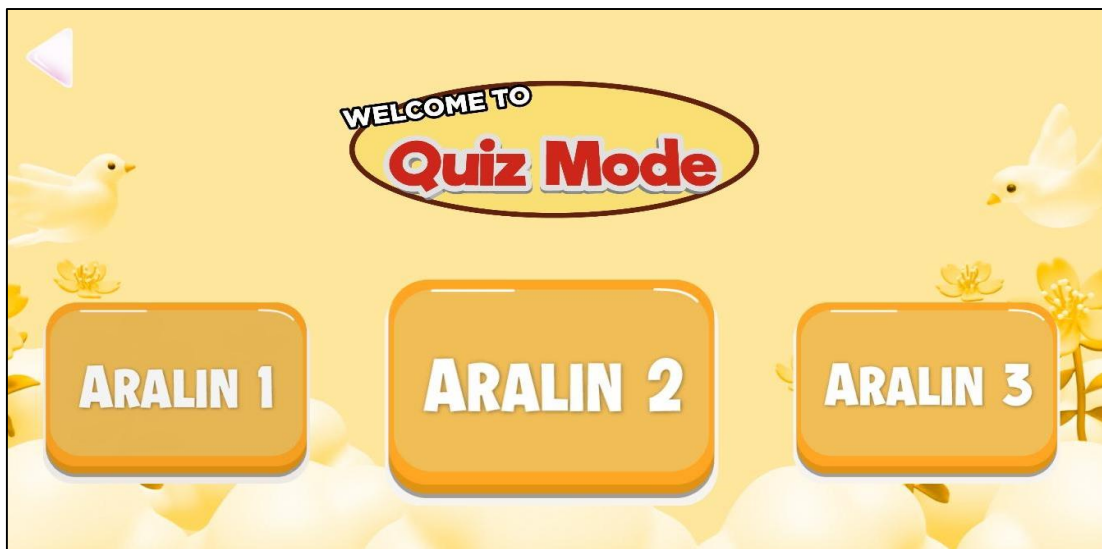 WELCOME TO
Quiz Mode
ARALIN 1
ARALIN 2
ARALIN 3